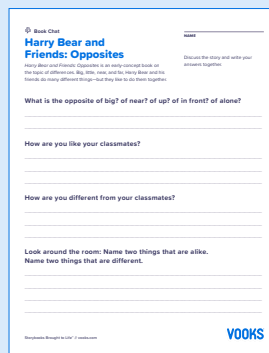 Book Chat
Harry Bear and
Friends: Opposites
NAME
Harry Bear and Friends: Opposites is an early-concept book on
the topic of differences. Big, little, near, and far, Harry Bear and his
friends do many different things—but they like to do them together.
Discuss the story and write your
answers together.
What is the opposite of big? of near? of up? of in front? of alone?
How are you like your classmates?
How are you different from your classmates?
Look around the room: Name two things that are alike.
Name two things that are different.
Storybooks Brought to Life® // vooks.com
VOOKS